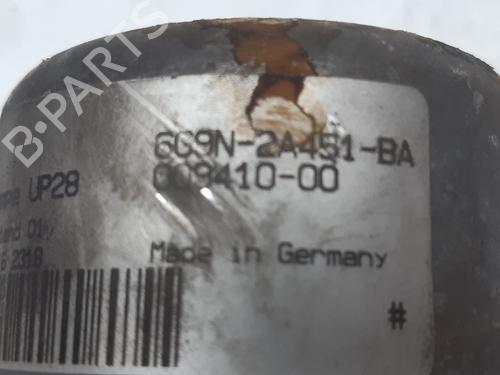 B-PARTS
6G9N-2A451-BA
UP28
009410-00
Made in Germany
#